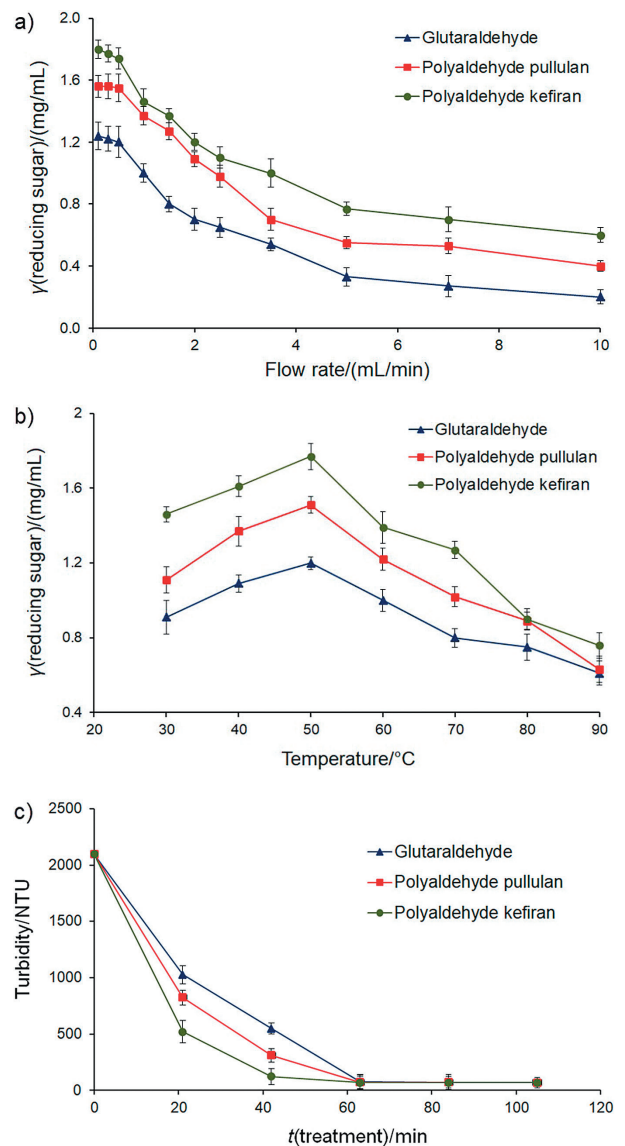 a)
2.0
1.6
1.2
0.8
0.4
0.0
γ(reducing sugar)/(mg/mL)
Glutaraldehyde
Polyaldehyde pullulan
Polyaldehyde kefiran
0 2 4 6 8 10
Flow rate/(mL/min)
b)
2
1.6
1.2
0.8
0.4
γ(reducing sugar)/(mg/mL)
Glutaraldehyde
Polyaldehyde pullulan
Polyaldehyde kefiran
20 30 40 50 60 70 80 90
Temperature/°C
c)
2500
2000
1500
1000
500
0
Turbidity/NTU
Glutaraldehyde
Polyaldehyde pullulan
Polyaldehyde kefiran
0 20 40 60 80 100 120
t(treatment)/min